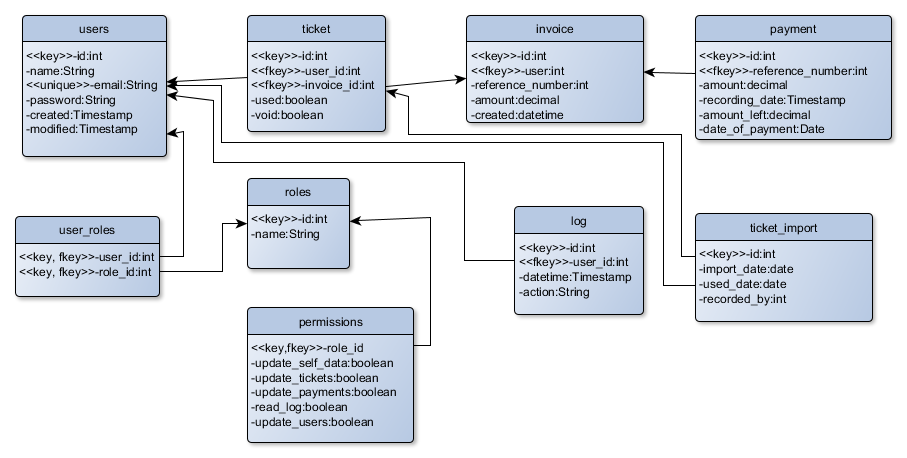 users
<<key>>-id:int
-name:String
<<unique>>-email:String
-password:String
-created:Timestamp
-modified:Timestamp
ticket
<<key>>-id:int
<<fkey>>-user_id:int
<<fkey>>-invoice_id:int
-used:boolean
-void:boolean
invoice
<<key>>-id:int
<<fkey>>-user:int
-reference_number:int
-amount:decimal
-created:datetime
payment
<<key>>-id:int
<<fkey>>-reference_number:int
-amount:decimal
-recording_date:Timestamp
-amount_left:decimal
-date_of_payment:Date
user_roles
<<key, fkey>>-user_id:int
<<key, fkey>>-role_id:int
roles
<<key>>-id:int
-name:String
log
<<key>>-id:int
<<fkey>>-user_id:int
-datetime:Timestamp
-action:String
ticket_import
<<key>>-id:int
-import_date:date
-used_date:date
-recorded_by:int
permissions
<<key,fkey>>-role_id
-update_self_data:boolean
-update_tickets:boolean
-update_payments:boolean
-read_log:boolean
-update_users:boolean